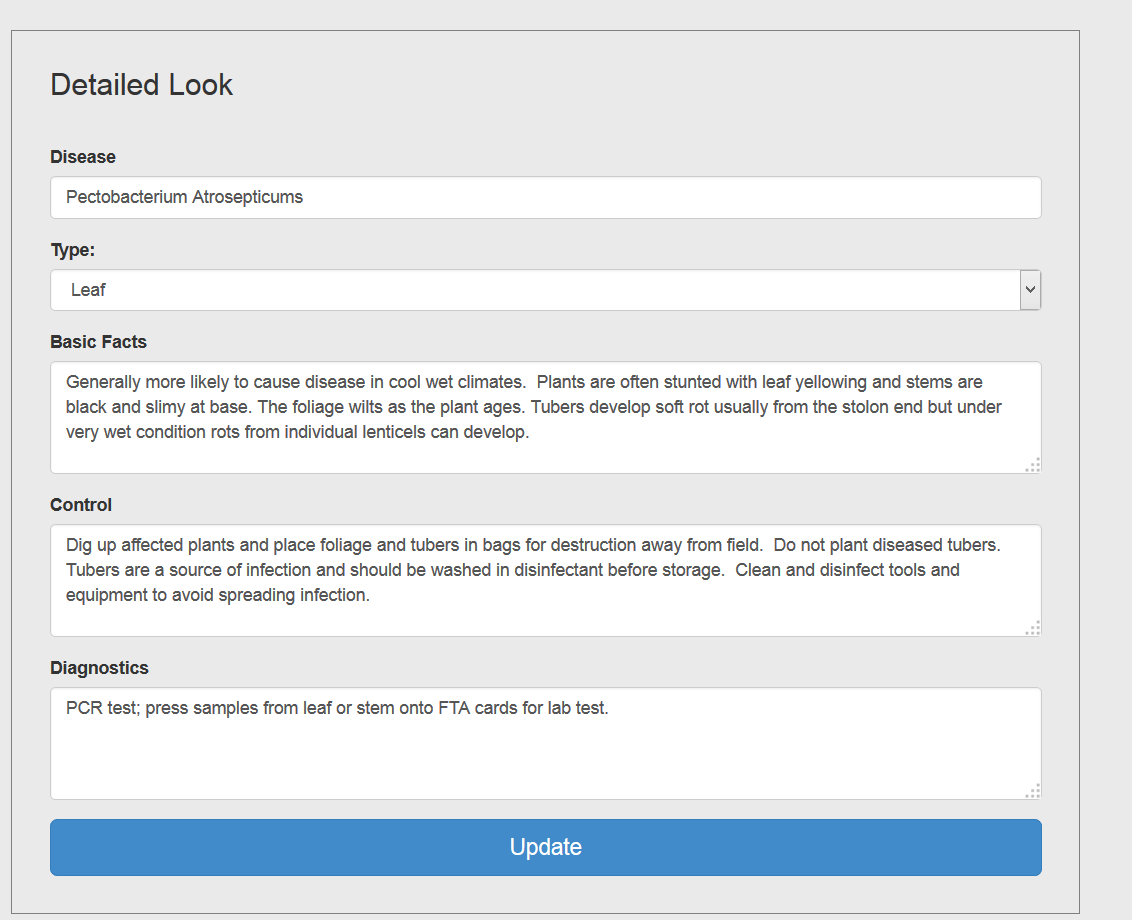 Detailed Look
Disease
Pectobacterium Atrosepticums
Type:
Leaf
Basic Facts
Generally more likely to cause disease in cool wet climates.  Plants are often stunted with leaf yellowing and stems are
black and slimy at base. The foliage wilts as the plant ages. Tubers develop soft rot usually from the stolon end but under
very wet condition rots from individual lenticels can develop.
Control
Dig up affected plants and place foliage and tubers in bags for destruction away from field.  Do not plant diseased tubers.
Tubers are a source of infection and should be washed in disinfectant before storage.  Clean and disinfect tools and
equipment to avoid spreading infection.
Diagnostics
PCR test; press samples from leaf or stem onto FTA cards for lab test.
Update